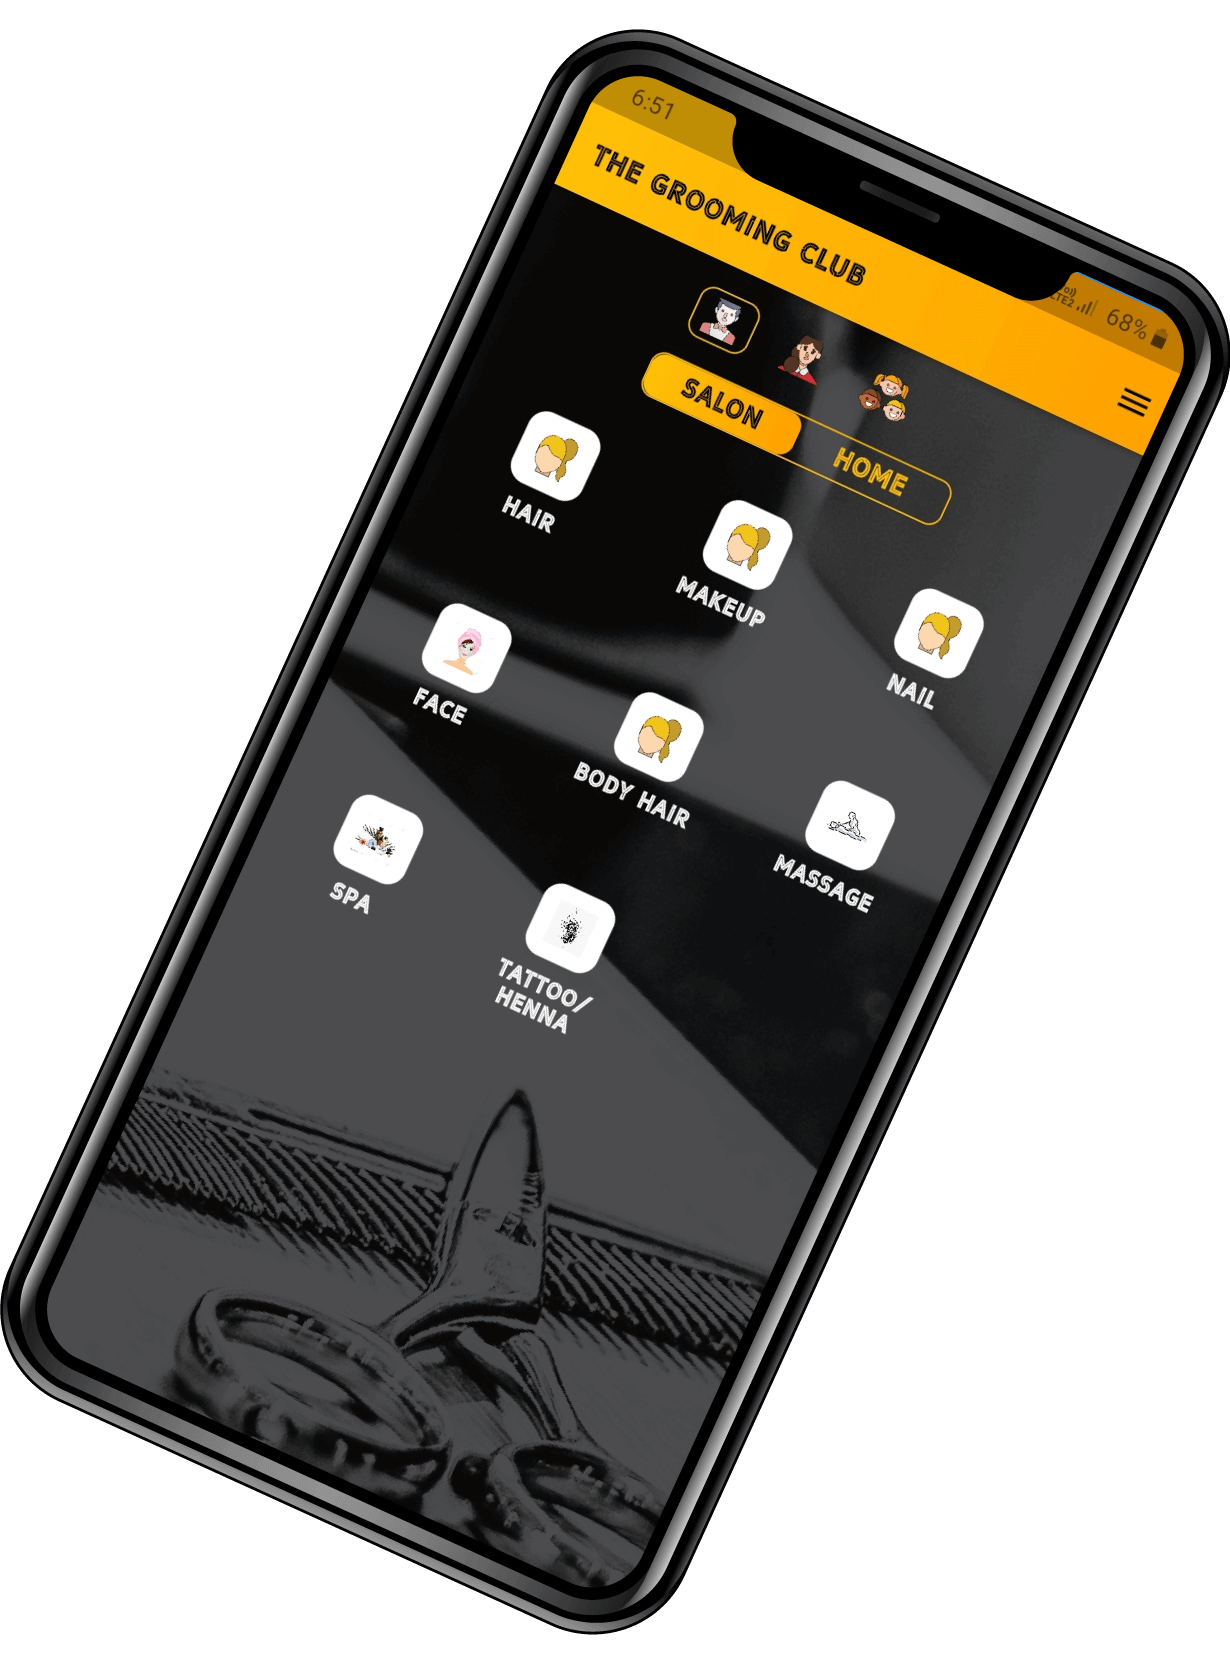 6:51
LTE2 68%
THE GROOMING CLUB
SALON
HOME
HAIR
MAKEUP
NAIL
FACE
BODY HAIR
MASSAGE
SPA
TATTOO/
HENNA